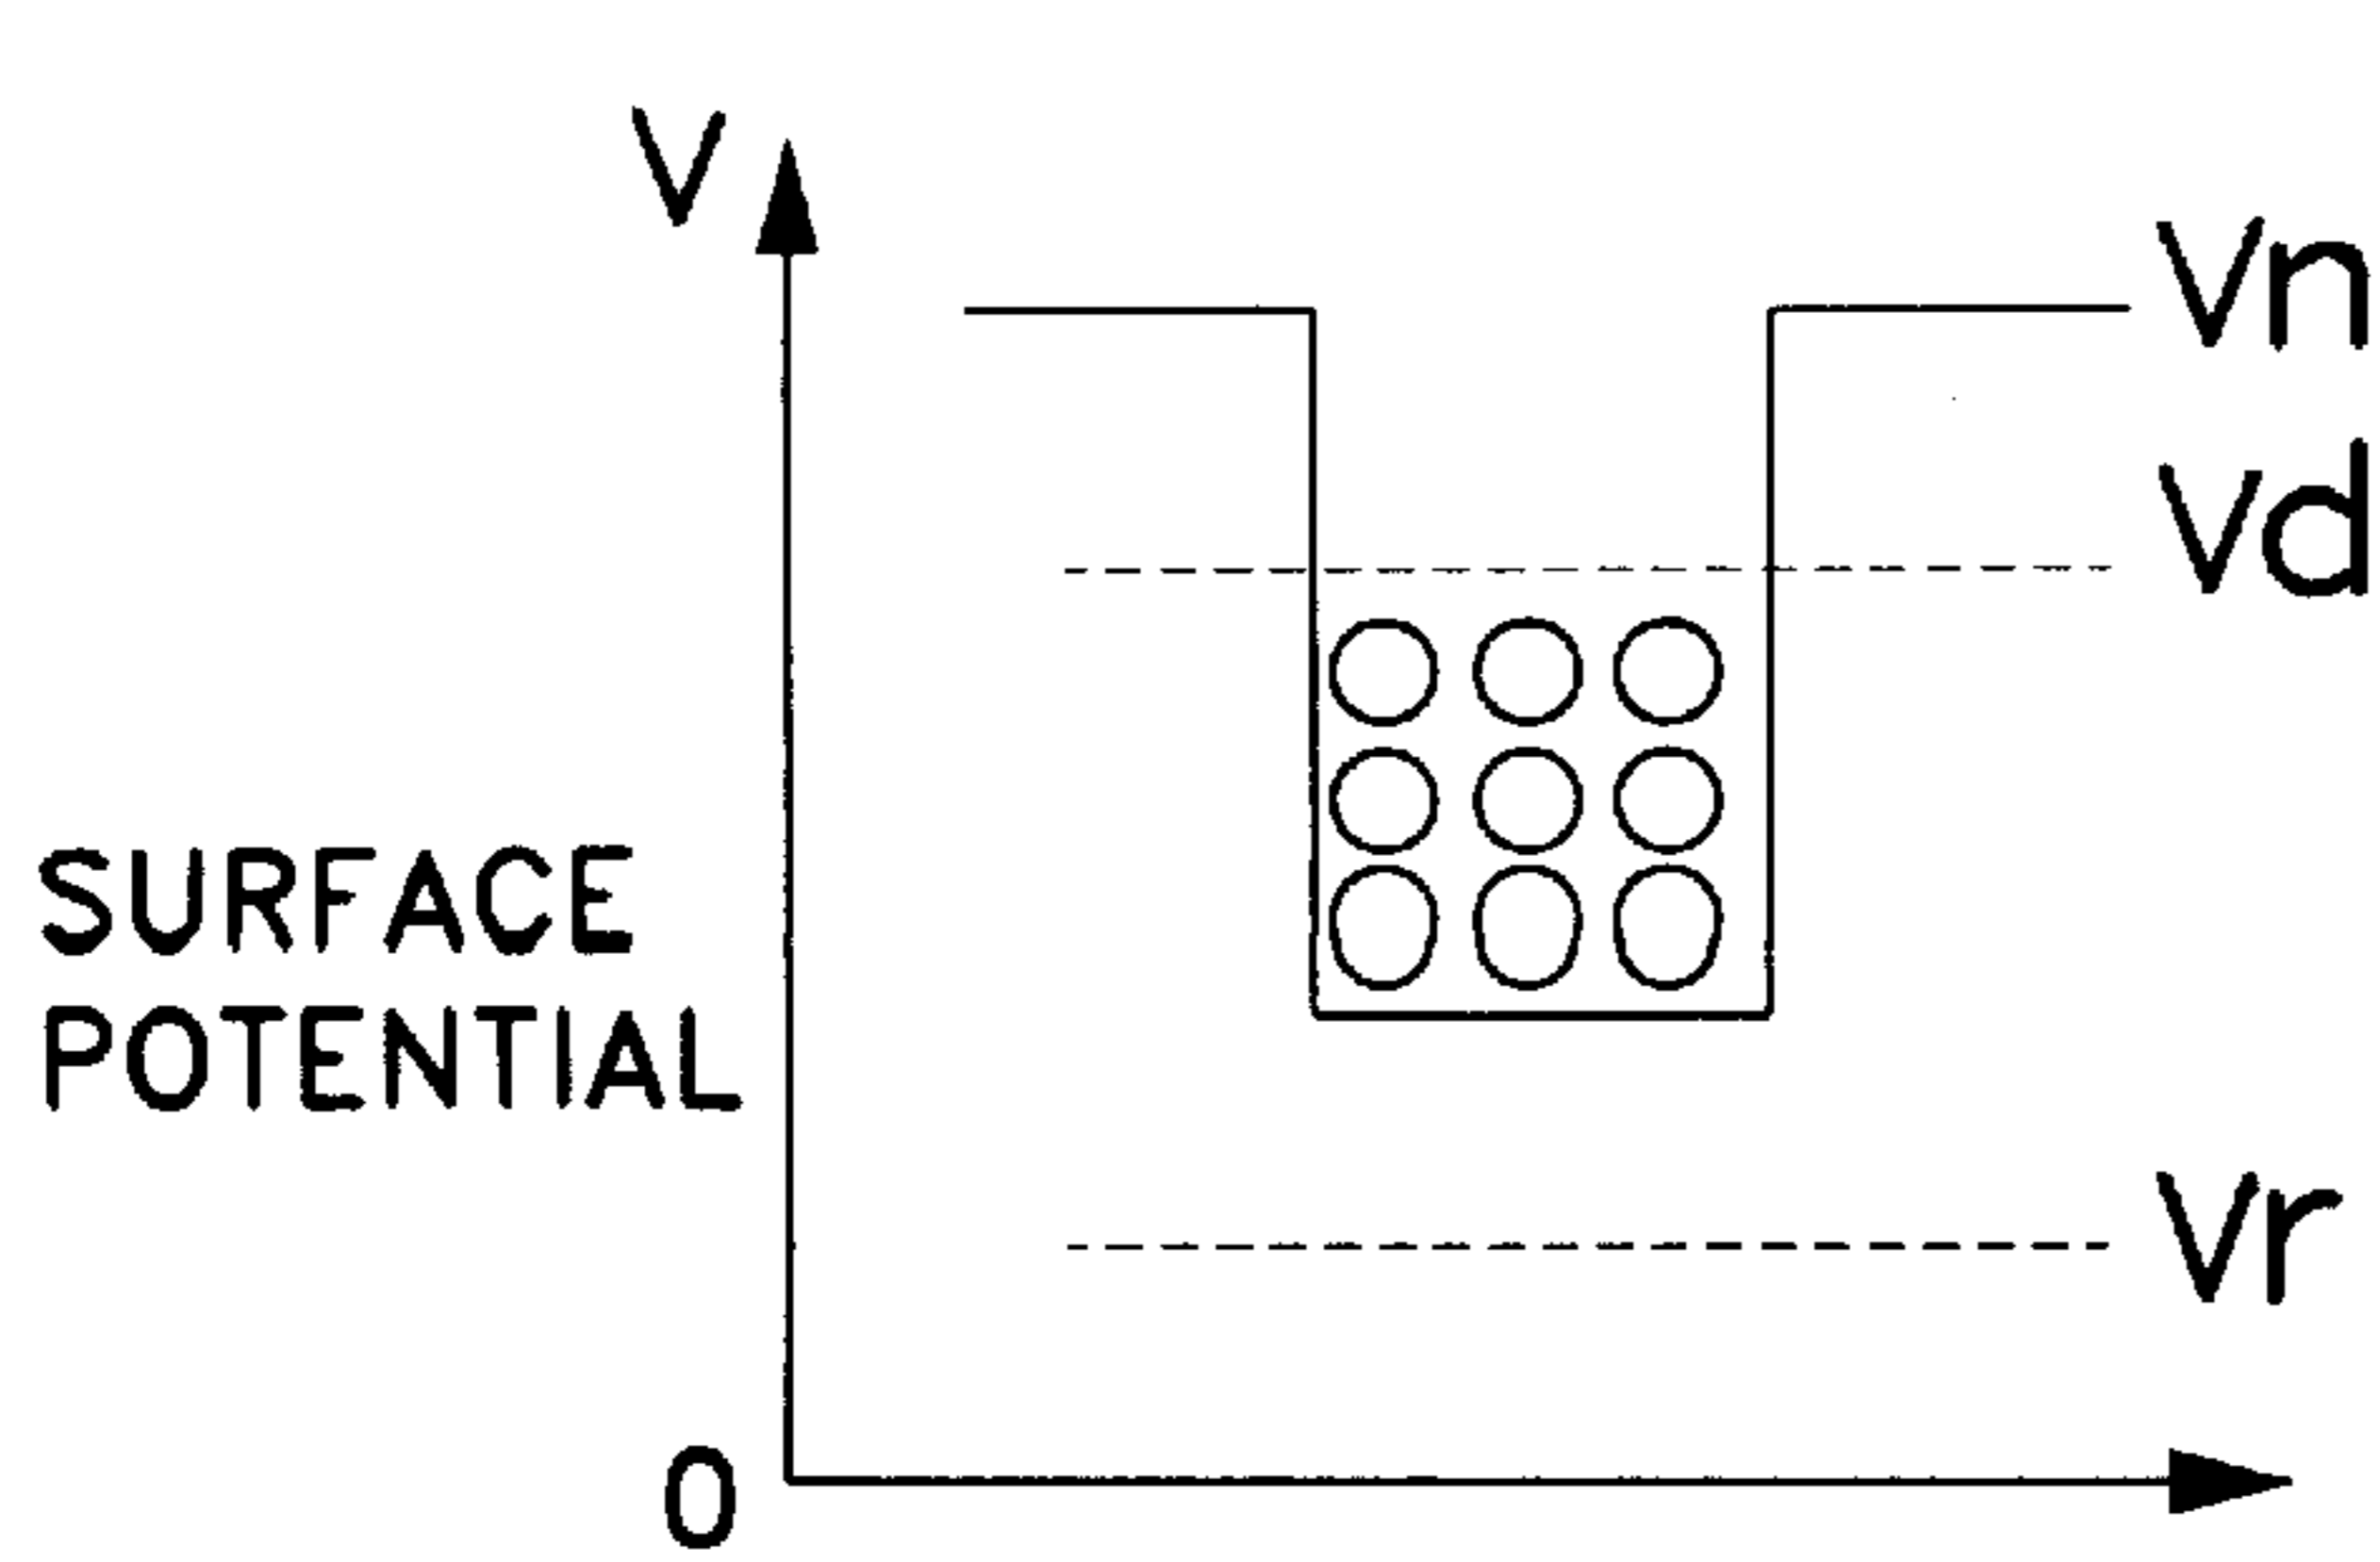 V
Vn
Vd
SURFACE
POTENTIAL
Vr
0